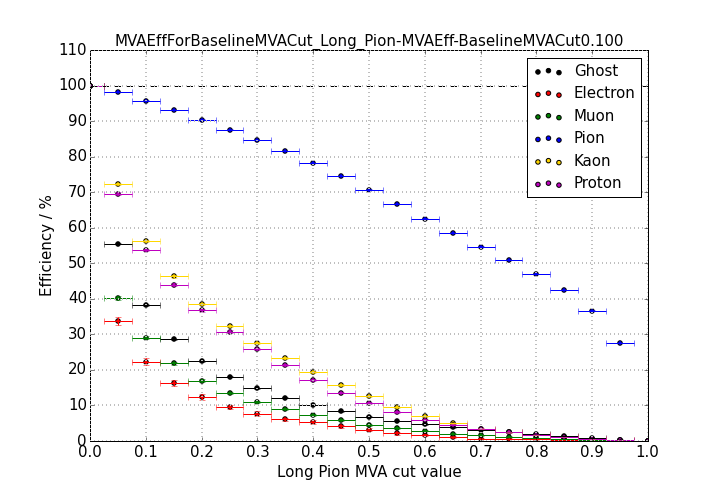 MVAEffForBaselineMVACut_Long_Pion-MVAEff-BaselineMVACut0.100
110
100
90
80
70
60
50
40
30
20
10
0
Efficiency / %
Ghost
Electron
Muon
Pion
Kaon
Proton
0.0 0.1 0.2 0.3 0.4 0.5 0.6 0.7 0.8 0.9 1.0
Long Pion MVA cut value